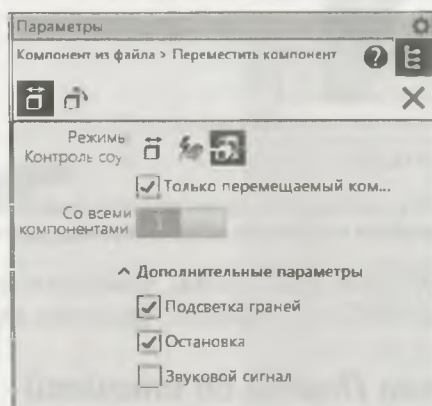 Параметры
Компонент из файла > Переместить компонент
Режимы
Контроль соу
Только перемещаемый ком...
Со всеми
компонентами
Дополнительные параметры
Подсветка граней
Остановка
Звуковой сигнал